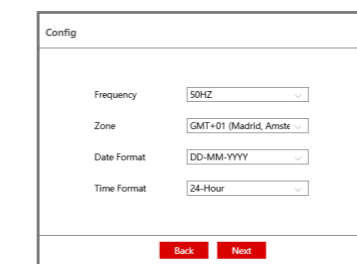 Config
Frequency 50HZ
Zone GMT+01 (Madrid, Amste
Date Format DD-MM-YYYY
Time Format 24-Hour
Back Next